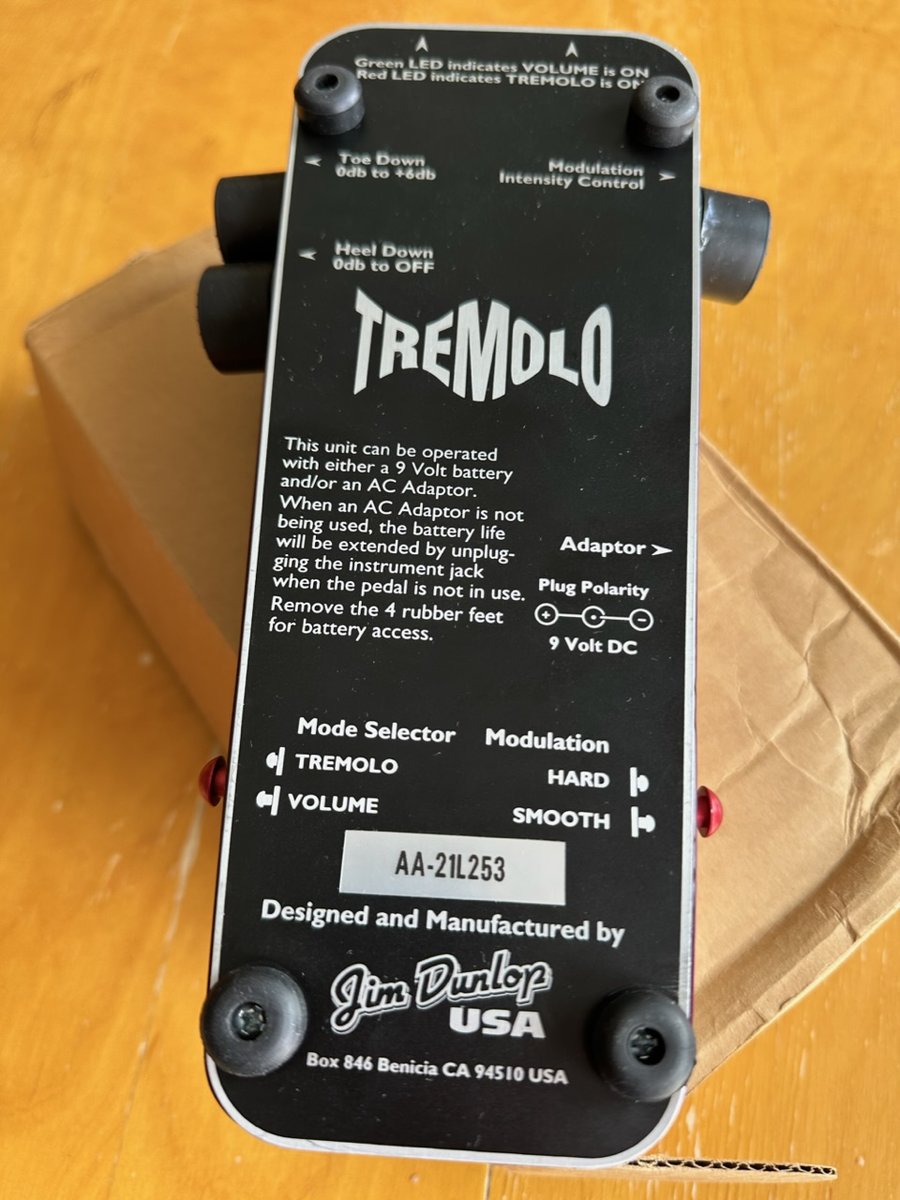 Green LED indicates VOLUME is ON
Red LED indicates TREMOLO is ON
Toe Down
0db to +6db
Modulation
Intensity Control
Heel Down
0db to OFF
TREMOLO
This unit can be operated
with either a 9 Volt battery
and/or an AC Adaptor.
When an AC Adaptor is not
being used, the battery life
will be extended by unplug-
ging the instrument jack
when the pedal is not in use.
Remove the 4 rubber feet
for battery access.
Adaptor
Plug Polarity
+ −
9 Volt DC
Mode Selector
TREMOLO
VOLUME
Modulation
HARD
SMOOTH
AA-21L253
Designed and Manufactured by
Jim Dunlop
USA
Box 846 Benicia CA 94510 USA